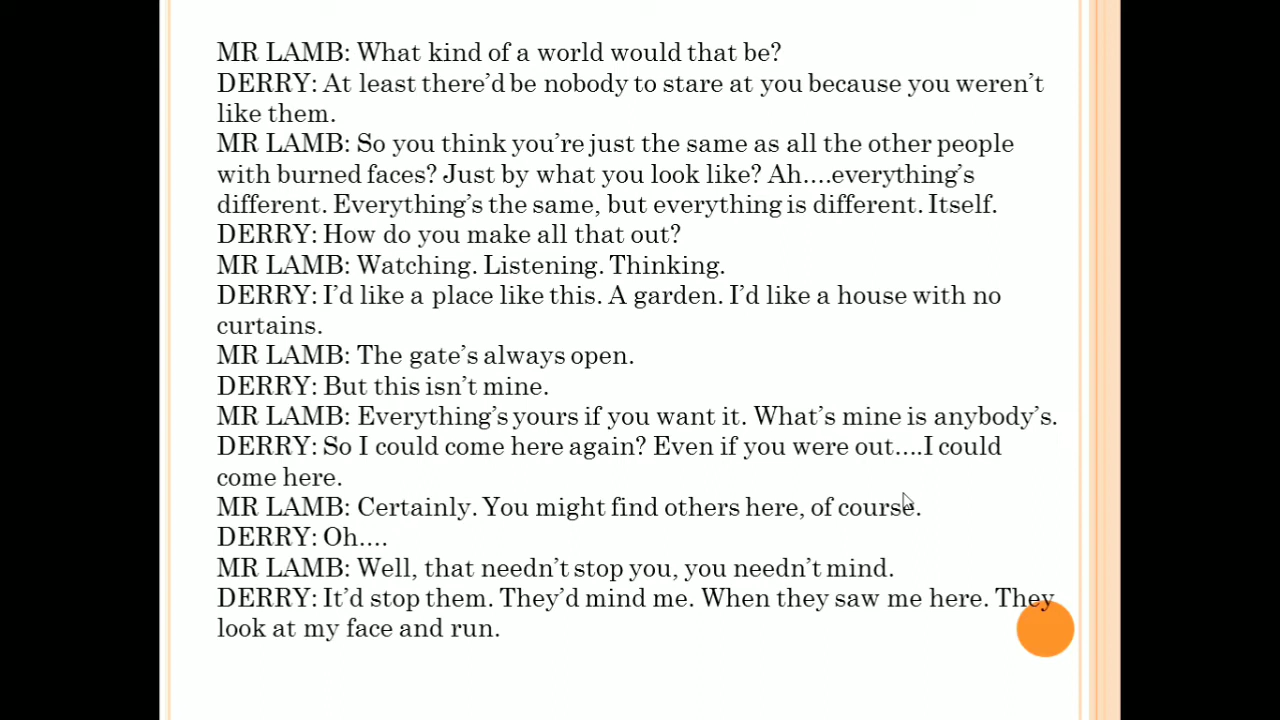 MR LAMB: What kind of a world would that be?
DERRY: At least there'd be nobody to stare at you because you weren't
like them.
MR LAMB: So you think you're just the same as all the other people
with burned faces? Just by what you look like? Ah....everything's
different. Everything's the same, but everything is different. Itself.
DERRY: How do you make all that out?
MR LAMB: Watching. Listening. Thinking.
DERRY: I'd like a place like this. A garden. I'd like a house with no
curtains.
MR LAMB: The gate's always open.
DERRY: But this isn't mine.
MR LAMB: Everything's yours if you want it. What's mine is anybody's.
DERRY: So I could come here again? Even if you were out....I could
come here.
MR LAMB: Certainly. You might find others here, of course.
DERRY: Oh....
MR LAMB: Well, that needn't stop you, you needn't mind.
DERRY: It'd stop them. They'd mind me. When they saw me here. They
look at my face and run.